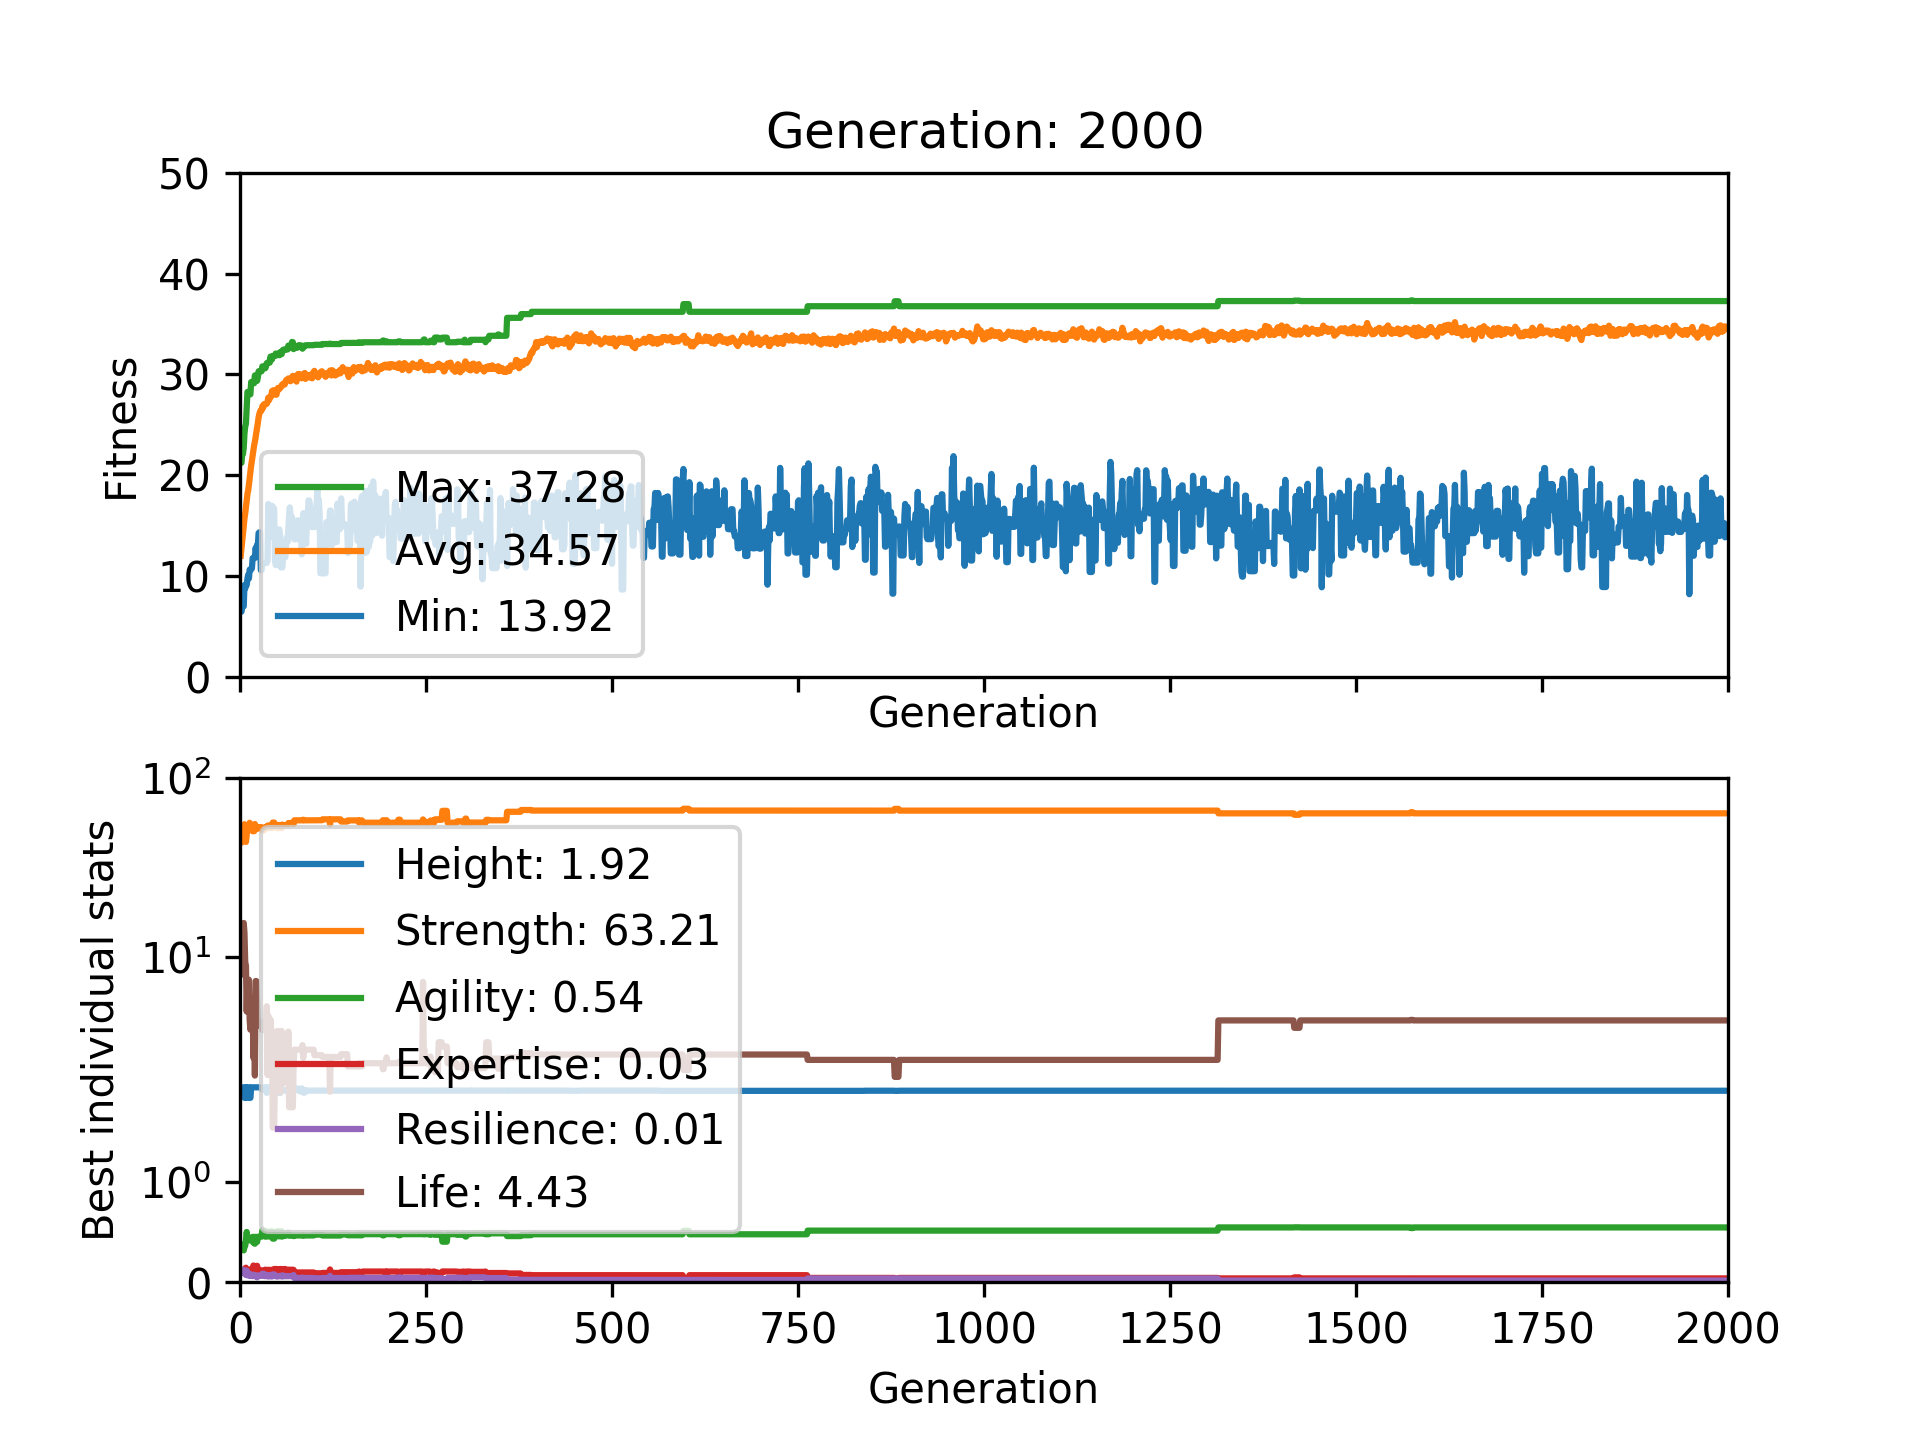 Generation: 2000
50
40
30
20
10
0
Fitness
Max: 37.28
Avg: 34.57
Min: 13.92
Generation
10²
10¹
10⁰
0
Best individual stats
Height: 1.92
Strength: 63.21
Agility: 0.54
Expertise: 0.03
Resilience: 0.01
Life: 4.43
0 250 500 750 1000 1250 1500 1750 2000
Generation